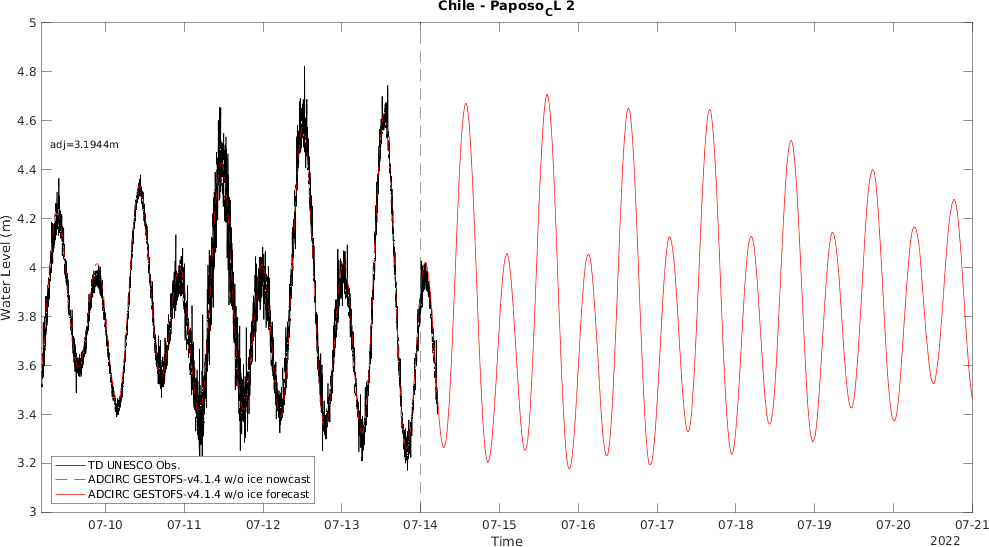 Chile - Paposo_CL 2
5
4.8
4.6
4.4
4.2
4
3.8
3.6
3.4
3.2
3
Water Level (m)
adj=3.1944m
TD UNESCO Obs.
ADCIRC GESTOFS-v4.1.4 w/o ice nowcast
ADCIRC GESTOFS-v4.1.4 w/o ice forecast
07-10 07-11 07-12 07-13 07-14 07-15 07-16 07-17 07-18 07-19 07-20 07-21
Time
2022